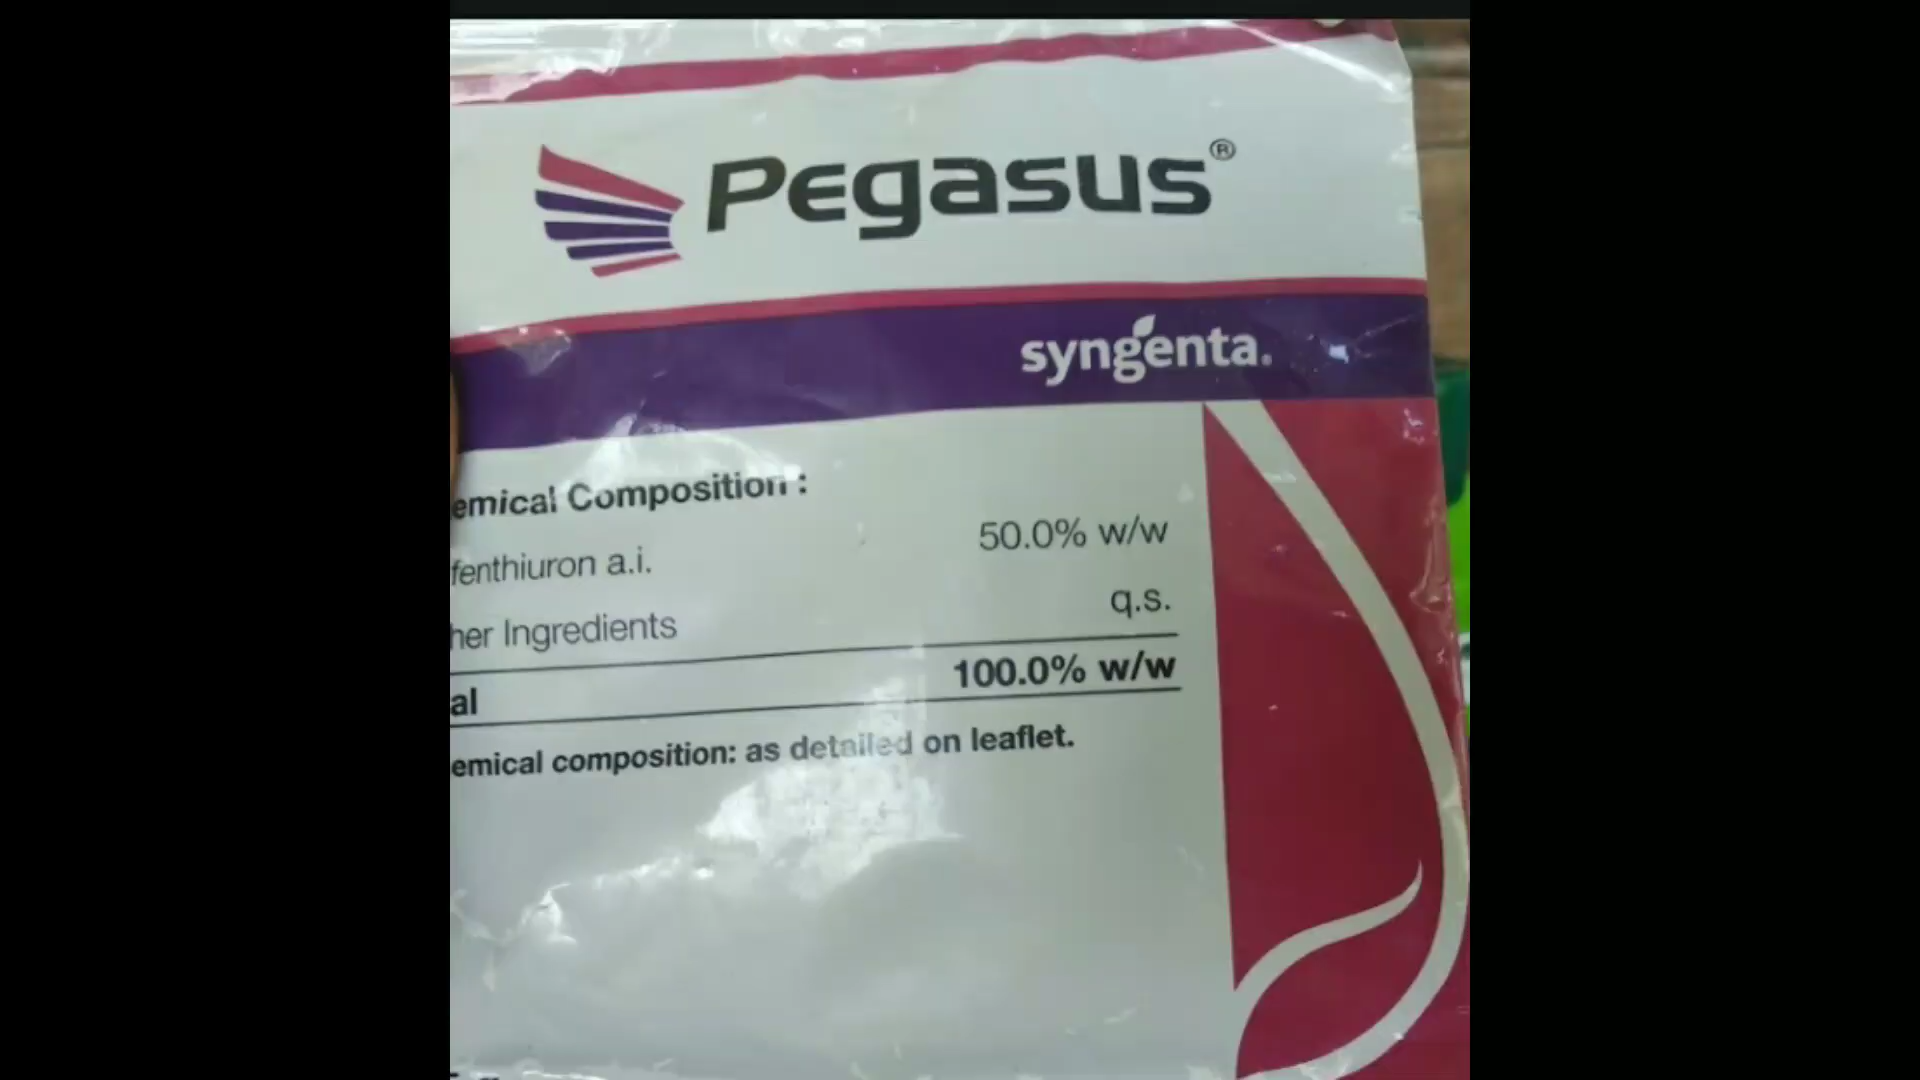 Pegasus®
syngenta.
emical Composition :
fenthiuron a.i. 50.0% w/w
her Ingredients q.s.
al 100.0% w/w
emical composition: as detailed on leaflet.